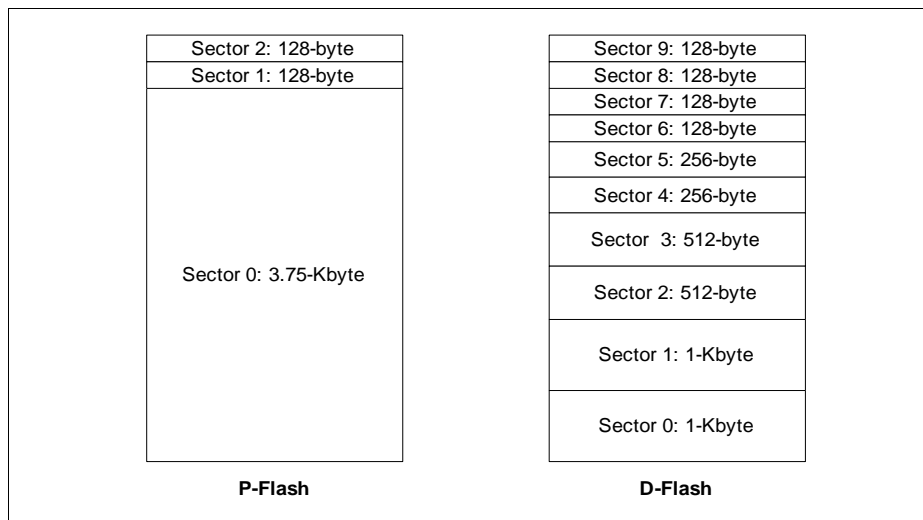 Sector 2: 128-byte
Sector 1: 128-byte
Sector 0: 3.75-Kbyte
P-Flash
Sector 9: 128-byte
Sector 8: 128-byte
Sector 7: 128-byte
Sector 6: 128-byte
Sector 5: 256-byte
Sector 4: 256-byte
Sector 3: 512-byte
Sector 2: 512-byte
Sector 1: 1-Kbyte
Sector 0: 1-Kbyte
D-Flash